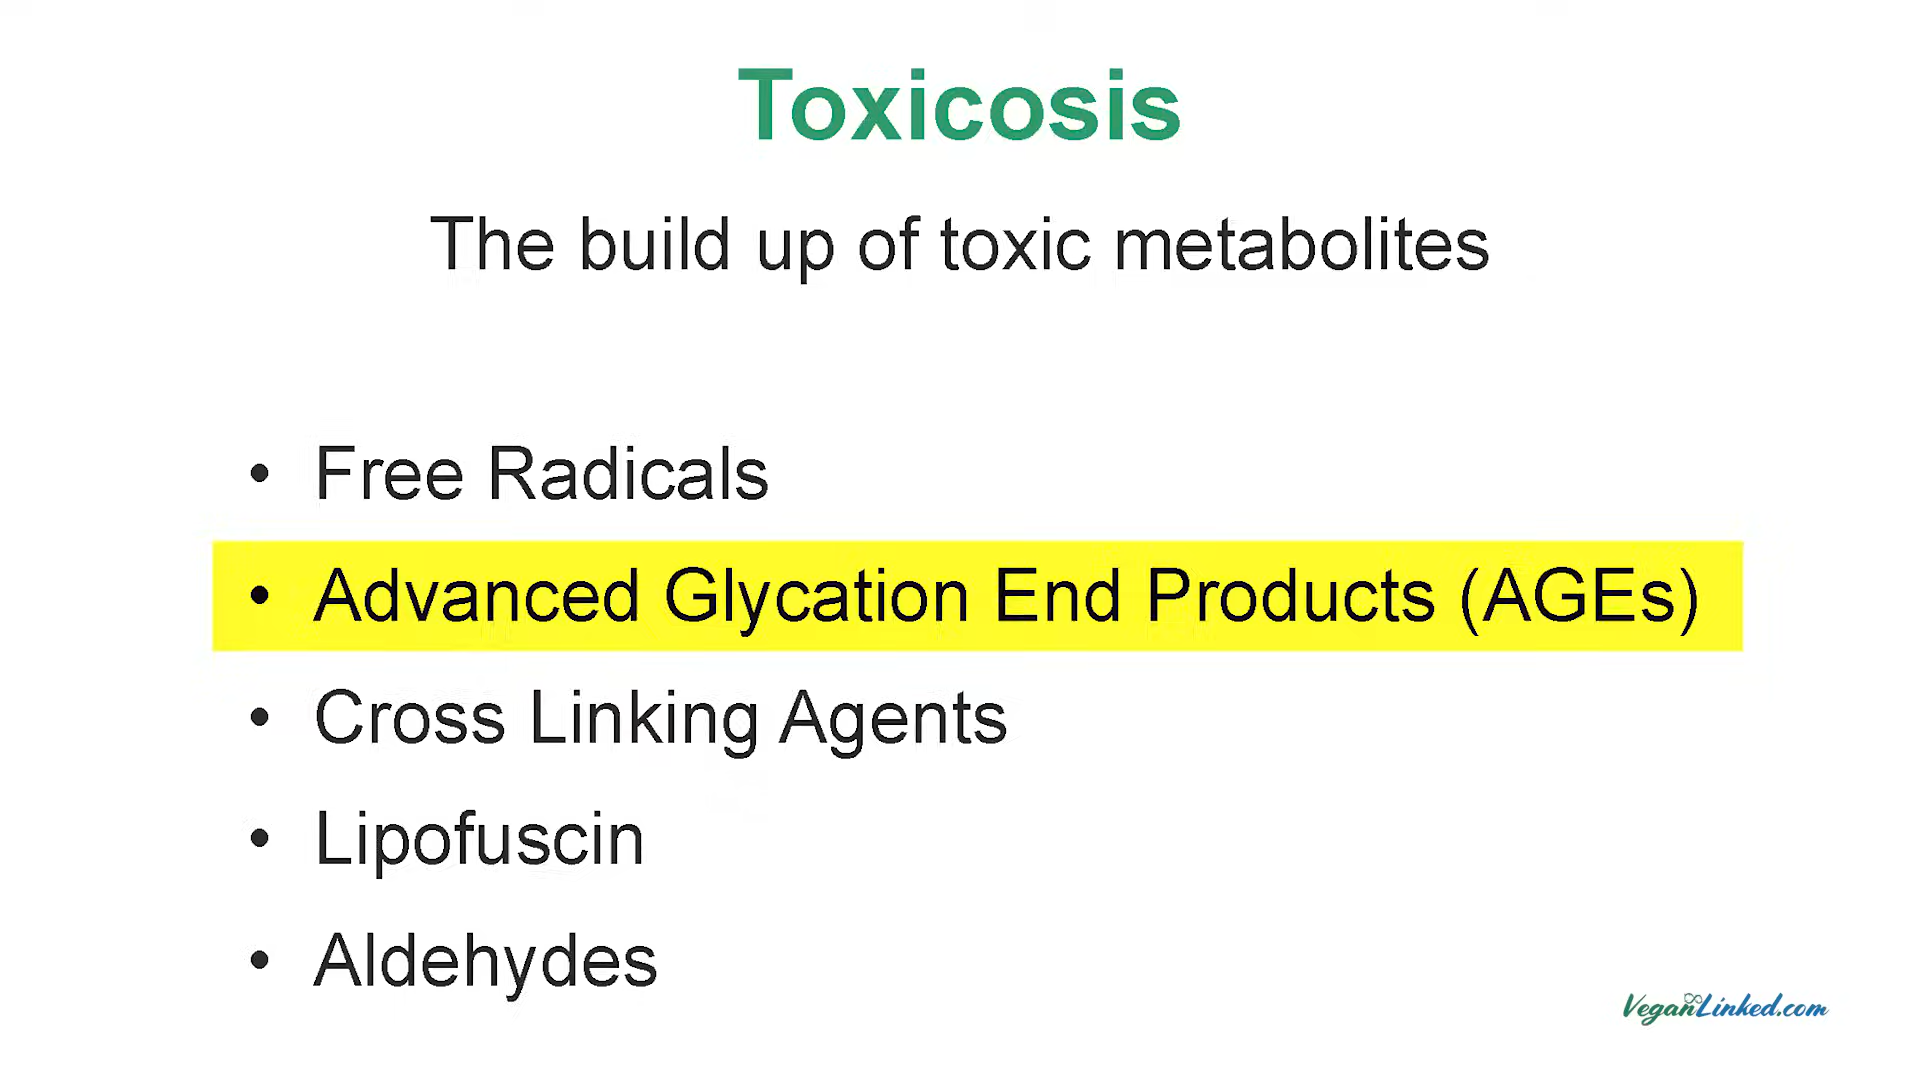 Toxicosis
The build up of toxic metabolites
• Free Radicals
• Advanced Glycation End Products (AGEs)
• Cross Linking Agents
• Lipofuscin
• Aldehydes
VeganLinked.com